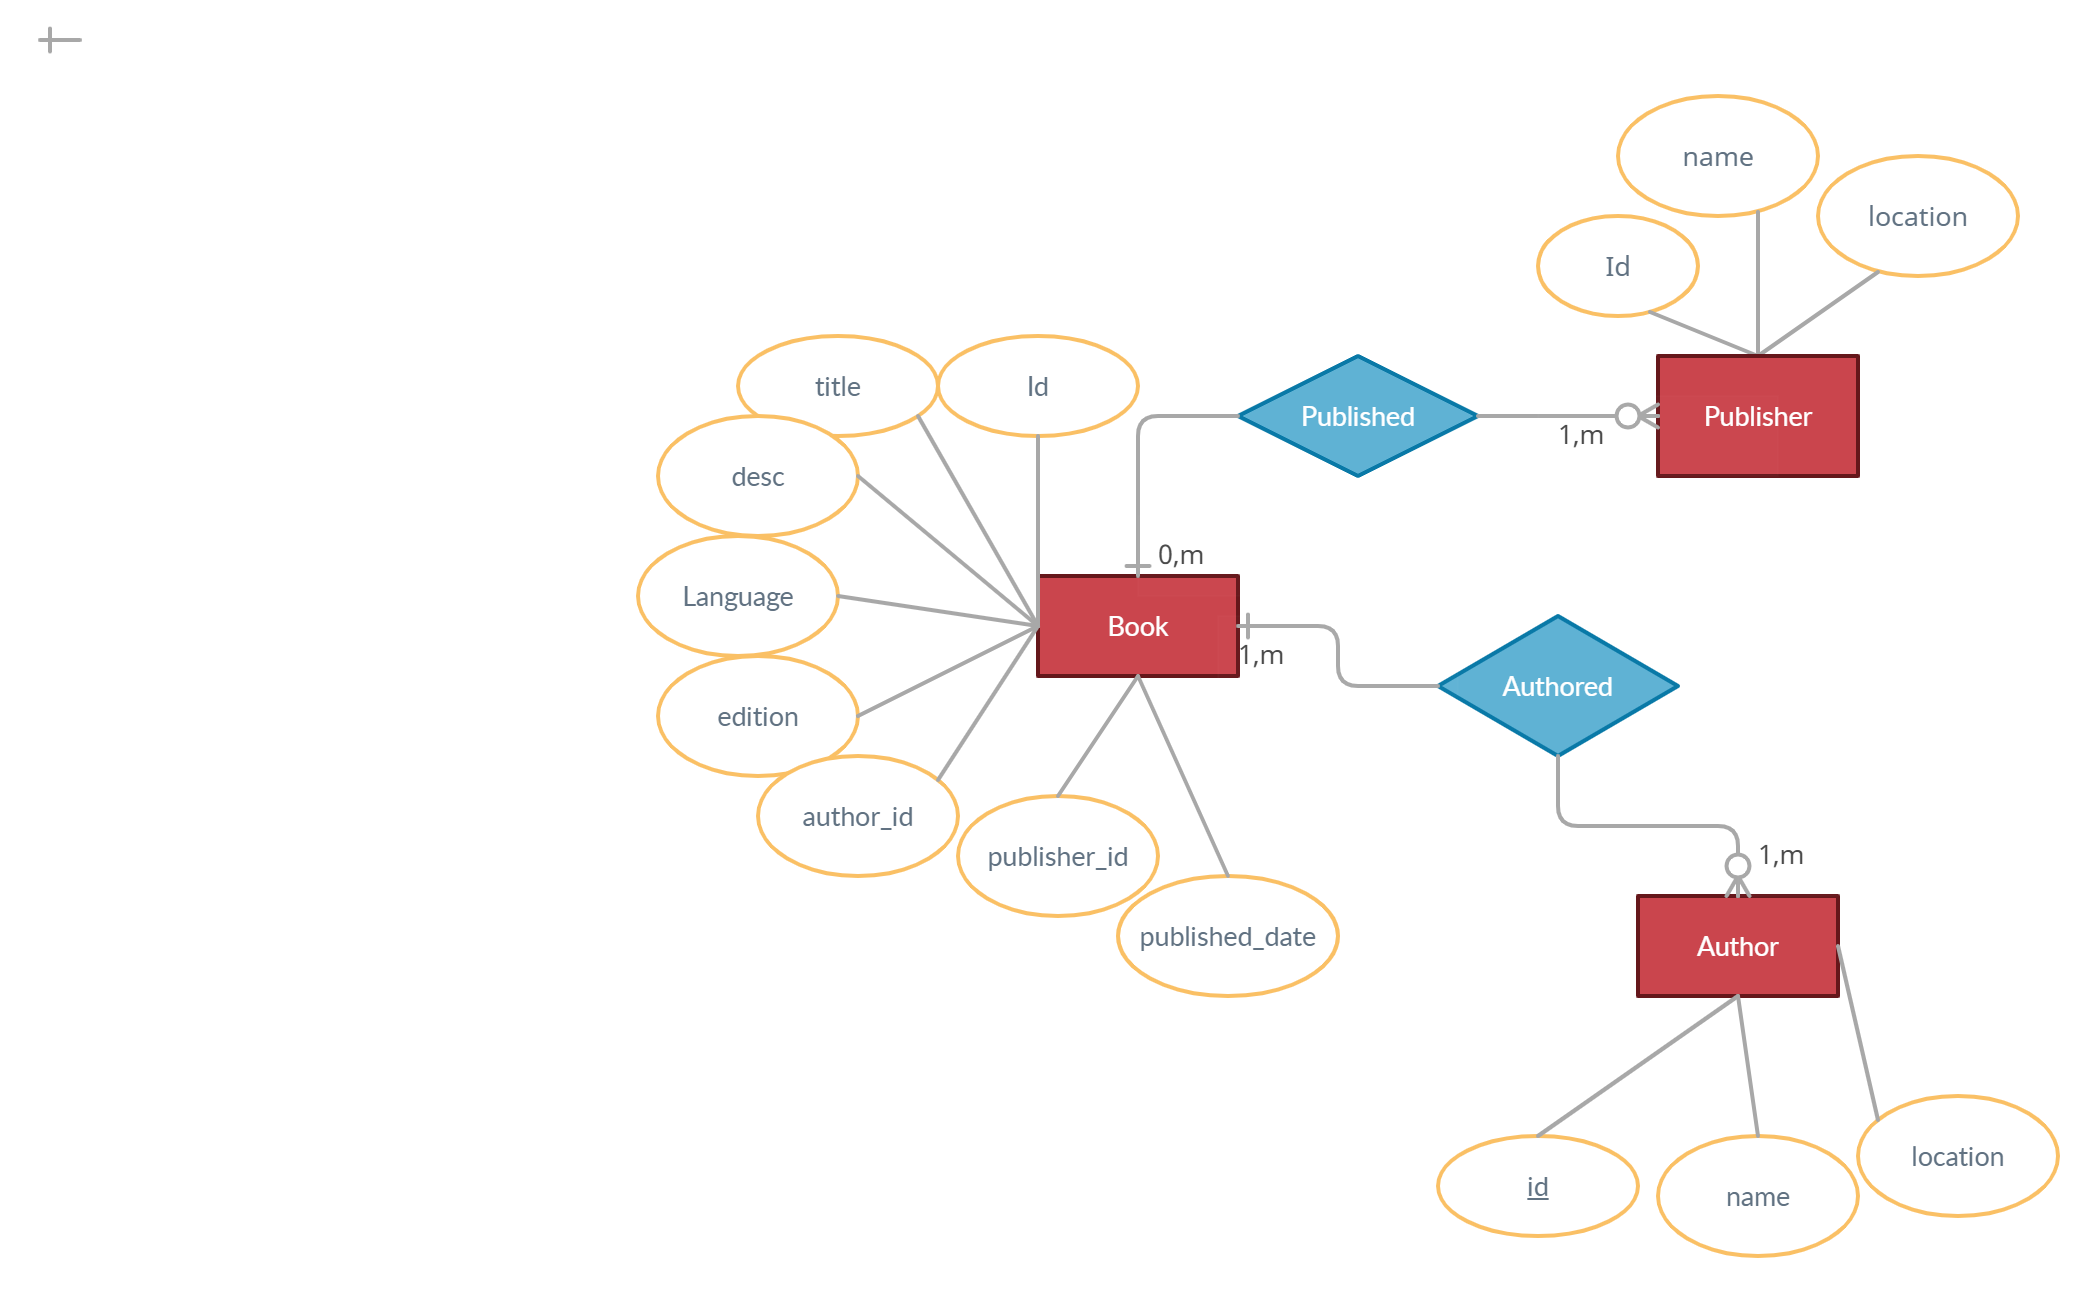 name
location
Id
title
Id
Published
Publisher
1,m
desc
0,m
Language
Book
1,m
Authored
edition
author_id
publisher_id
1,m
published_date
Author
location
id
name